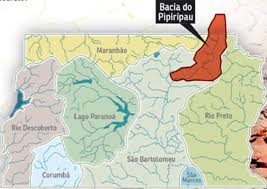 Bacia do
Pipiripau
Maranhão
Lago Paranoá
Rio Preto
Rio Descoberto
São Bartolomeu
Corumbá
São
Marcos